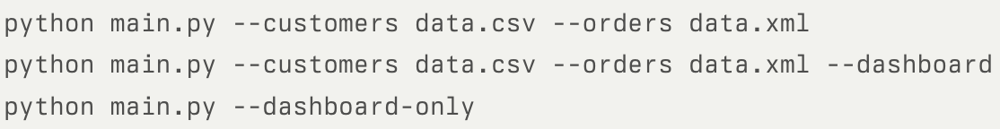 python main.py --customers data.csv --orders data.xml
python main.py --customers data.csv --orders data.xml --dashboard
python main.py --dashboard-only